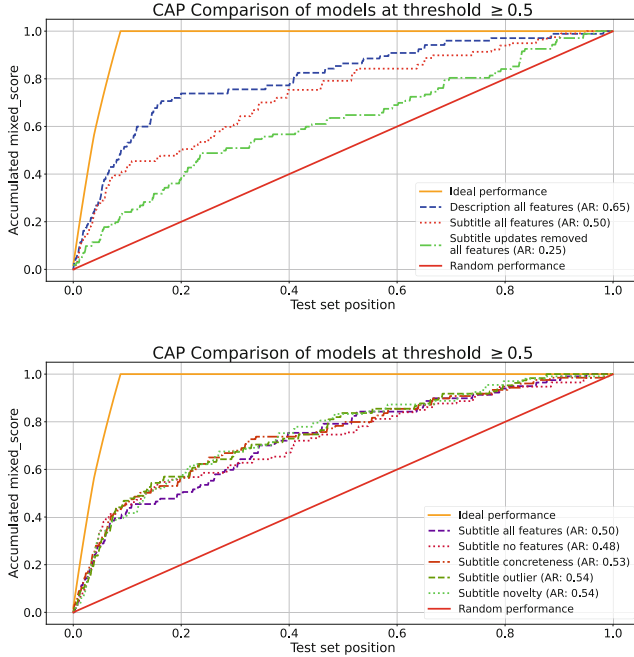 CAP Comparison of models at threshold ≥0.5
1.0
0.8
0.6
0.4
0.2
0.0
Accumulated mixed_score
Ideal performance
Description all features (AR: 0.65)
Subtitle all features (AR: 0.50)
Subtitle updates removed
all features (AR: 0.25)
Random performance
0.0 0.2 0.4 0.6 0.8 1.0
Test set position
CAP Comparison of models at threshold ≥0.5
1.0
0.8
0.6
0.4
0.2
0.0
Accumulated mixed_score
Ideal performance
Subtitle all features (AR: 0.50)
Subtitle no features (AR: 0.48)
Subtitle concreteness (AR: 0.53)
Subtitle outlier (AR: 0.54)
Subtitle novelty (AR: 0.54)
Random performance
0.0 0.2 0.4 0.6 0.8 1.0
Test set position